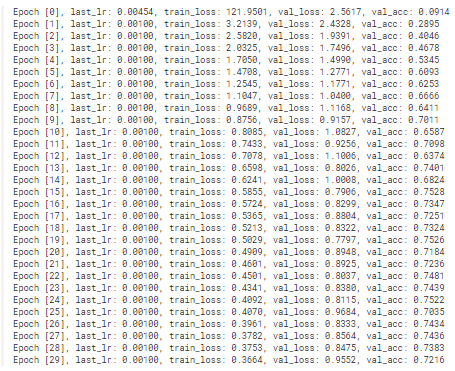 Epoch [0], last_lr: 0.00454, train_loss: 121.9501, val_loss: 2.5617, val_acc: 0.0914
Epoch [1], last_lr: 0.00100, train_loss: 3.2139, val_loss: 2.4328, val_acc: 0.2895
Epoch [2], last_lr: 0.00100, train_loss: 2.5820, val_loss: 1.9391, val_acc: 0.4046
Epoch [3], last_lr: 0.00100, train_loss: 2.0325, val_loss: 1.7496, val_acc: 0.4678
Epoch [4], last_lr: 0.00100, train_loss: 1.7050, val_loss: 1.4990, val_acc: 0.5345
Epoch [5], last_lr: 0.00100, train_loss: 1.4708, val_loss: 1.2771, val_acc: 0.6093
Epoch [6], last_lr: 0.00100, train_loss: 1.2545, val_loss: 1.1771, val_acc: 0.6253
Epoch [7], last_lr: 0.00100, train_loss: 1.1047, val_loss: 1.0400, val_acc: 0.6666
Epoch [8], last_lr: 0.00100, train_loss: 0.9689, val_loss: 1.1168, val_acc: 0.6411
Epoch [9], last_lr: 0.00100, train_loss: 0.8756, val_loss: 0.9157, val_acc: 0.7011
Epoch [10], last_lr: 0.00100, train_loss: 0.8085, val_loss: 1.0827, val_acc: 0.6587
Epoch [11], last_lr: 0.00100, train_loss: 0.7433, val_loss: 0.9256, val_acc: 0.7098
Epoch [12], last_lr: 0.00100, train_loss: 0.7078, val_loss: 1.1006, val_acc: 0.6374
Epoch [13], last_lr: 0.00100, train_loss: 0.6598, val_loss: 0.8026, val_acc: 0.7401
Epoch [14], last_lr: 0.00100, train_loss: 0.6241, val_loss: 1.0008, val_acc: 0.6824
Epoch [15], last_lr: 0.00100, train_loss: 0.5855, val_loss: 0.7906, val_acc: 0.7528
Epoch [16], last_lr: 0.00100, train_loss: 0.5724, val_loss: 0.8299, val_acc: 0.7347
Epoch [17], last_lr: 0.00100, train_loss: 0.5365, val_loss: 0.8804, val_acc: 0.7251
Epoch [18], last_lr: 0.00100, train_loss: 0.5213, val_loss: 0.8322, val_acc: 0.7324
Epoch [19], last_lr: 0.00100, train_loss: 0.5029, val_loss: 0.7797, val_acc: 0.7526
Epoch [20], last_lr: 0.00100, train_loss: 0.4909, val_loss: 0.8948, val_acc: 0.7184
Epoch [21], last_lr: 0.00100, train_loss: 0.4601, val_loss: 0.8925, val_acc: 0.7236
Epoch [22], last_lr: 0.00100, train_loss: 0.4501, val_loss: 0.8037, val_acc: 0.7481
Epoch [23], last_lr: 0.00100, train_loss: 0.4341, val_loss: 0.8380, val_acc: 0.7439
Epoch [24], last_lr: 0.00100, train_loss: 0.4092, val_loss: 0.8115, val_acc: 0.7522
Epoch [25], last_lr: 0.00100, train_loss: 0.4070, val_loss: 0.9684, val_acc: 0.7035
Epoch [26], last_lr: 0.00100, train_loss: 0.3961, val_loss: 0.8333, val_acc: 0.7434
Epoch [27], last_lr: 0.00100, train_loss: 0.3782, val_loss: 0.8564, val_acc: 0.7436
Epoch [28], last_lr: 0.00100, train_loss: 0.3753, val_loss: 0.8475, val_acc: 0.7383
Epoch [29], last_lr: 0.00100, train_loss: 0.3664, val_loss: 0.9552, val_acc: 0.7216